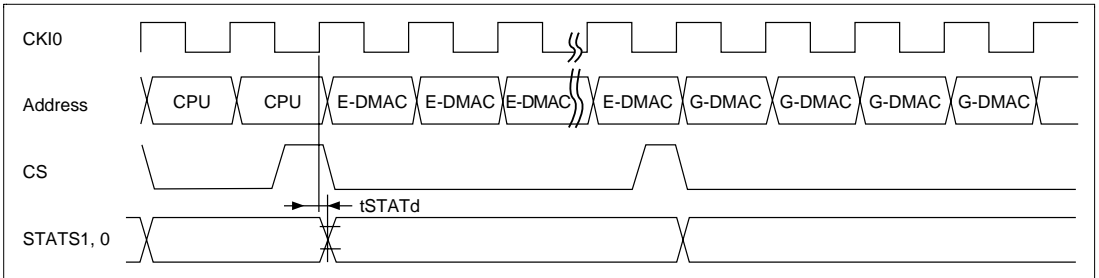 CKI0
Address CPU CPU E-DMAC E-DMAC E-DMAC E-DMAC G-DMAC G-DMAC G-DMAC G-DMAC
CS
tSTATd
STATS1, 0